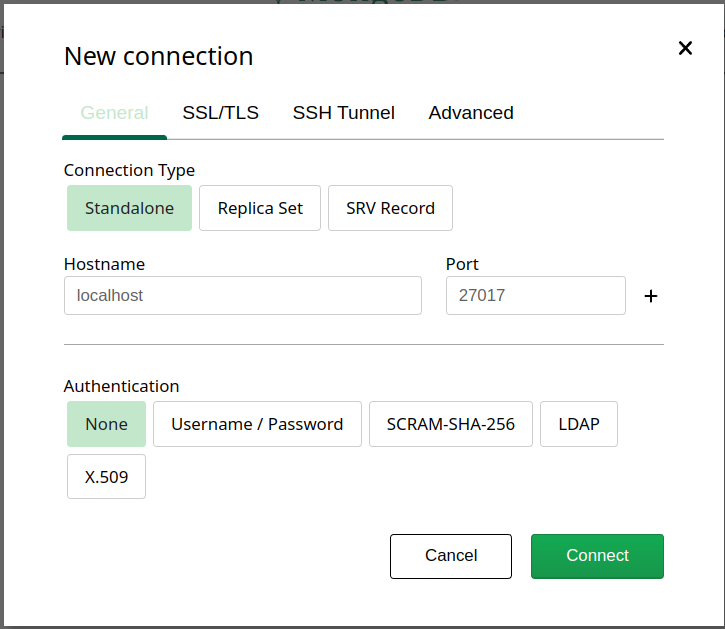 New connection
General SSL/TLS SSH Tunnel Advanced
Connection Type
Standalone Replica Set SRV Record
Hostname Port
localhost 27017
Authentication
None Username / Password SCRAM-SHA-256 LDAP
X.509
Cancel Connect